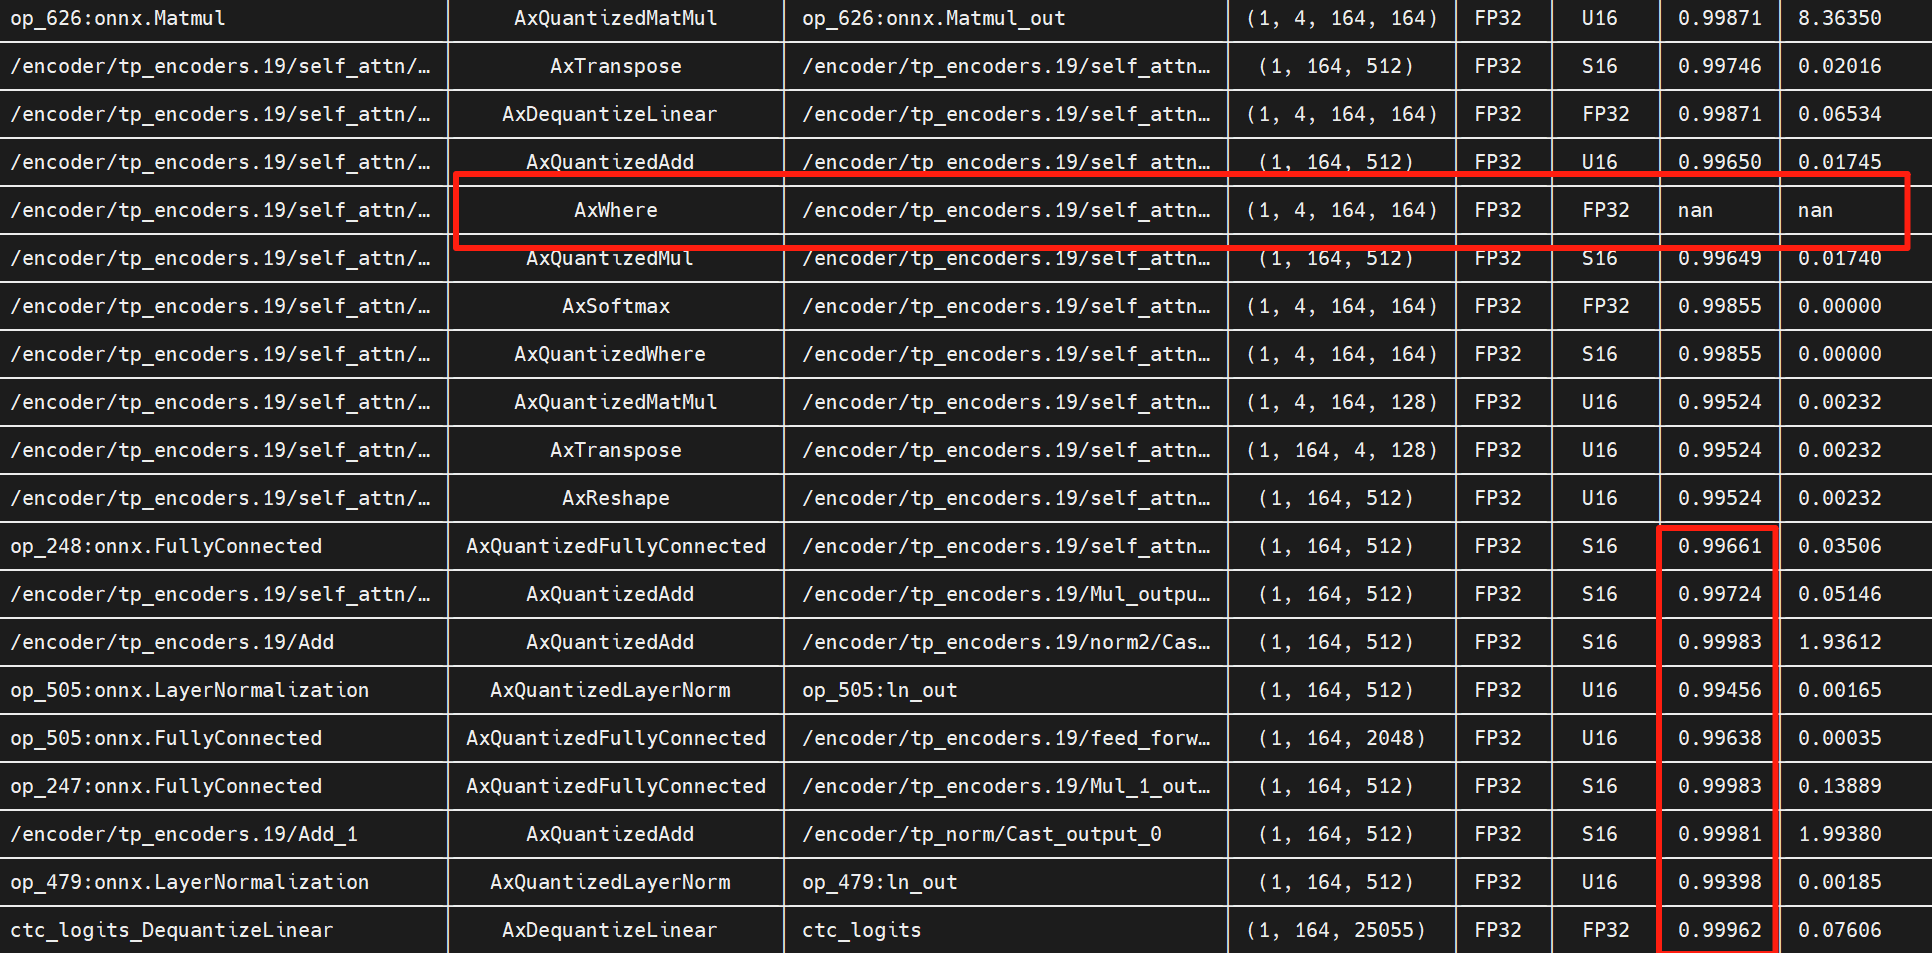 op_626:onnx.Matmul AxQuantizedMatMul op_626:onnx.Matmul_out (1, 4, 164, 164) FP32 U16 0.99871 8.36350
/encoder/tp_encoders.19/self_attn/… AxTranspose /encoder/tp_encoders.19/self_attn… (1, 164, 512) FP32 S16 0.99746 0.02016
/encoder/tp_encoders.19/self_attn/… AxDequantizeLinear /encoder/tp_encoders.19/self_attn… (1, 4, 164, 164) FP32 FP32 0.99871 0.06534
/encoder/tp_encoders.19/self_attn/… AxQuantizedAdd /encoder/tp_encoders.19/self_attn… (1, 164, 512) FP32 U16 0.99650 0.01745
/encoder/tp_encoders.19/self_attn/… AxWhere /encoder/tp_encoders.19/self_attn… (1, 4, 164, 164) FP32 FP32 nan nan
/encoder/tp_encoders.19/self_attn/… AxQuantizedMul /encoder/tp_encoders.19/self_attn… (1, 164, 512) FP32 S16 0.99649 0.01740
/encoder/tp_encoders.19/self_attn/… AxSoftmax /encoder/tp_encoders.19/self_attn… (1, 4, 164, 164) FP32 FP32 0.99855 0.00000
/encoder/tp_encoders.19/self_attn/… AxQuantizedWhere /encoder/tp_encoders.19/self_attn… (1, 4, 164, 164) FP32 S16 0.99855 0.00000
/encoder/tp_encoders.19/self_attn/… AxQuantizedMatMul /encoder/tp_encoders.19/self_attn… (1, 4, 164, 128) FP32 U16 0.99524 0.00232
/encoder/tp_encoders.19/self_attn/… AxTranspose /encoder/tp_encoders.19/self_attn… (1, 164, 4, 128) FP32 U16 0.99524 0.00232
/encoder/tp_encoders.19/self_attn/… AxReshape /encoder/tp_encoders.19/self_attn… (1, 164, 512) FP32 U16 0.99524 0.00232
op_248:onnx.FullyConnected AxQuantizedFullyConnected /encoder/tp_encoders.19/self_attn… (1, 164, 512) FP32 S16 0.99661 0.03506
/encoder/tp_encoders.19/self_attn/… AxQuantizedAdd /encoder/tp_encoders.19/Mul_outpu… (1, 164, 512) FP32 S16 0.99724 0.05146
/encoder/tp_encoders.19/Add AxQuantizedAdd /encoder/tp_encoders.19/norm2/Cas… (1, 164, 512) FP32 S16 0.99983 1.93612
op_505:onnx.LayerNormalization AxQuantizedLayerNorm op_505:ln_out (1, 164, 512) FP32 U16 0.99456 0.00165
op_505:onnx.FullyConnected AxQuantizedFullyConnected /encoder/tp_encoders.19/feed_forw… (1, 164, 2048) FP32 U16 0.99638 0.00035
op_247:onnx.FullyConnected AxQuantizedFullyConnected /encoder/tp_encoders.19/Mul_1_out… (1, 164, 512) FP32 S16 0.99983 0.13889
/encoder/tp_encoders.19/Add_1 AxQuantizedAdd /encoder/tp_norm/Cast_output_0 (1, 164, 512) FP32 S16 0.99981 1.99380
op_479:onnx.LayerNormalization AxQuantizedLayerNorm op_479:ln_out (1, 164, 512) FP32 U16 0.99398 0.00185
ctc_logits_DequantizeLinear AxDequantizeLinear ctc_logits (1, 164, 25055) FP32 FP32 0.99962 0.07606